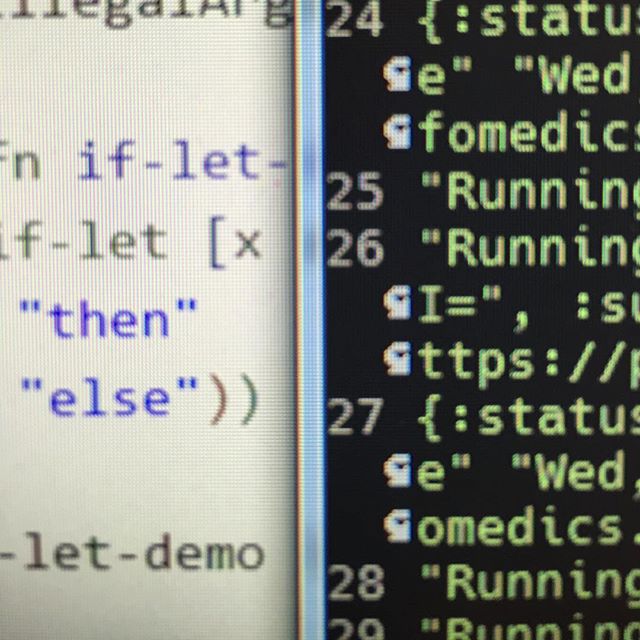 llegalArg
fn if-let-
if-let [x
"then"
"else"))
-let-demo
24 {:statu
e" "Wed
fomedics
25 "Running
26 "Running
I=", :su
ttps://p
27 {:status
e" "Wed,
omedics.
28 "Running
29 "Running